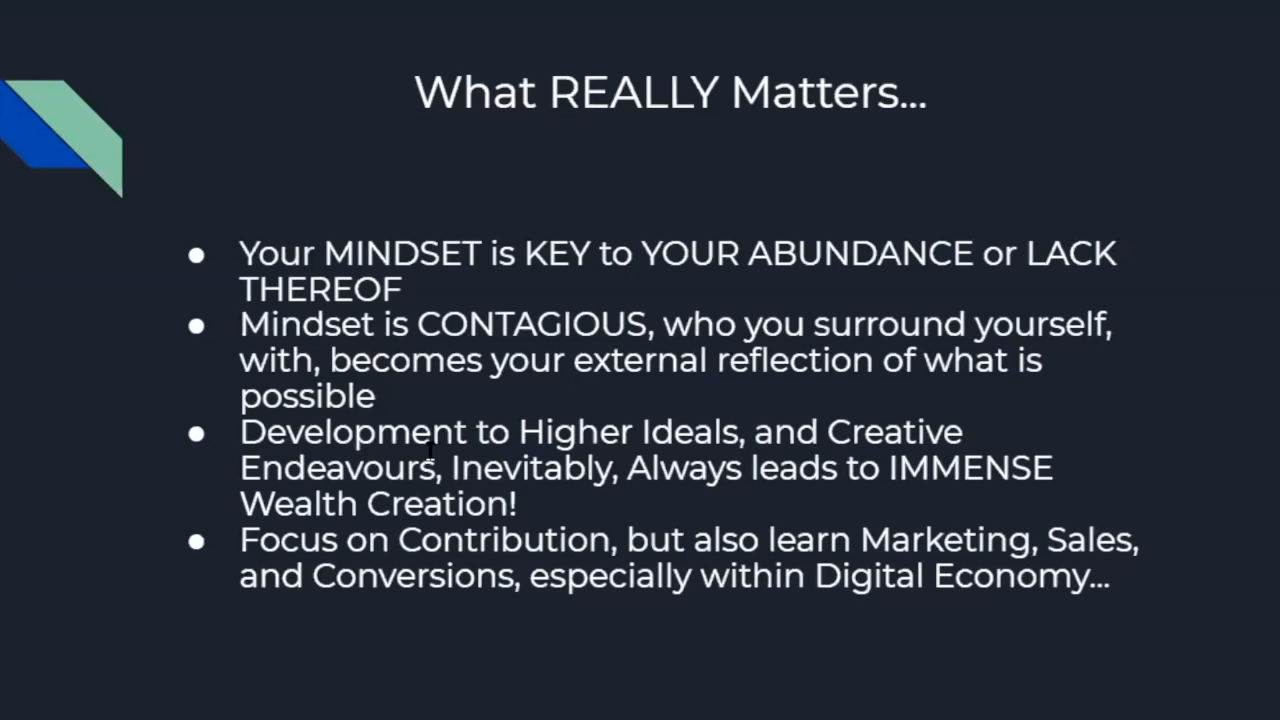 What REALLY Matters...
● Your MINDSET is KEY to YOUR ABUNDANCE or LACK
THEREOF
● Mindset is CONTAGIOUS, who you surround yourself,
with, becomes your external reflection of what is
possible
● Development to Higher Ideals, and Creative
Endeavours, Inevitably, Always leads to IMMENSE
Wealth Creation!
● Focus on Contribution, but also learn Marketing, Sales,
and Conversions, especially within Digital Economy...